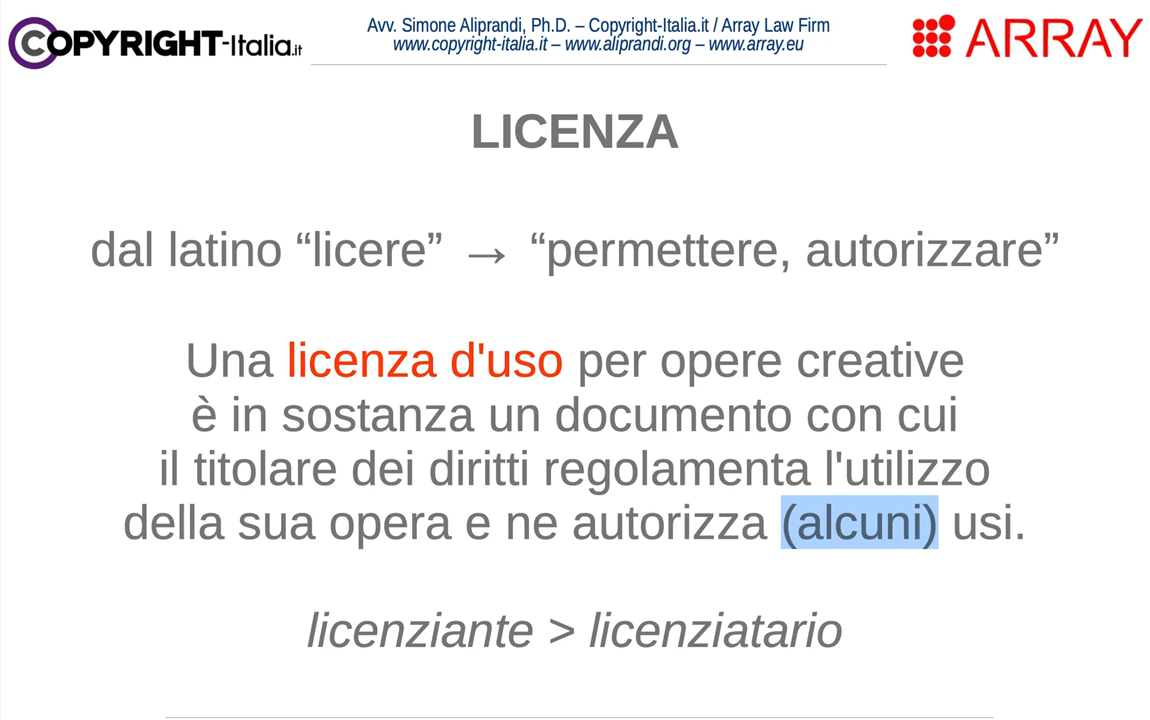 COPYRIGHT-Italia.it
Avv. Simone Aliprandi, Ph.D. – Copyright-Italia.it / Array Law Firm
www.copyright-italia.it – www.aliprandi.org – www.array.eu
ARRAY
LICENZA
dal latino “licere” → “permettere, autorizzare”
Una licenza d'uso per opere creative
è in sostanza un documento con cui
il titolare dei diritti regolamenta l'utilizzo
della sua opera e ne autorizza (alcuni) usi.
licenziante > licenziatario